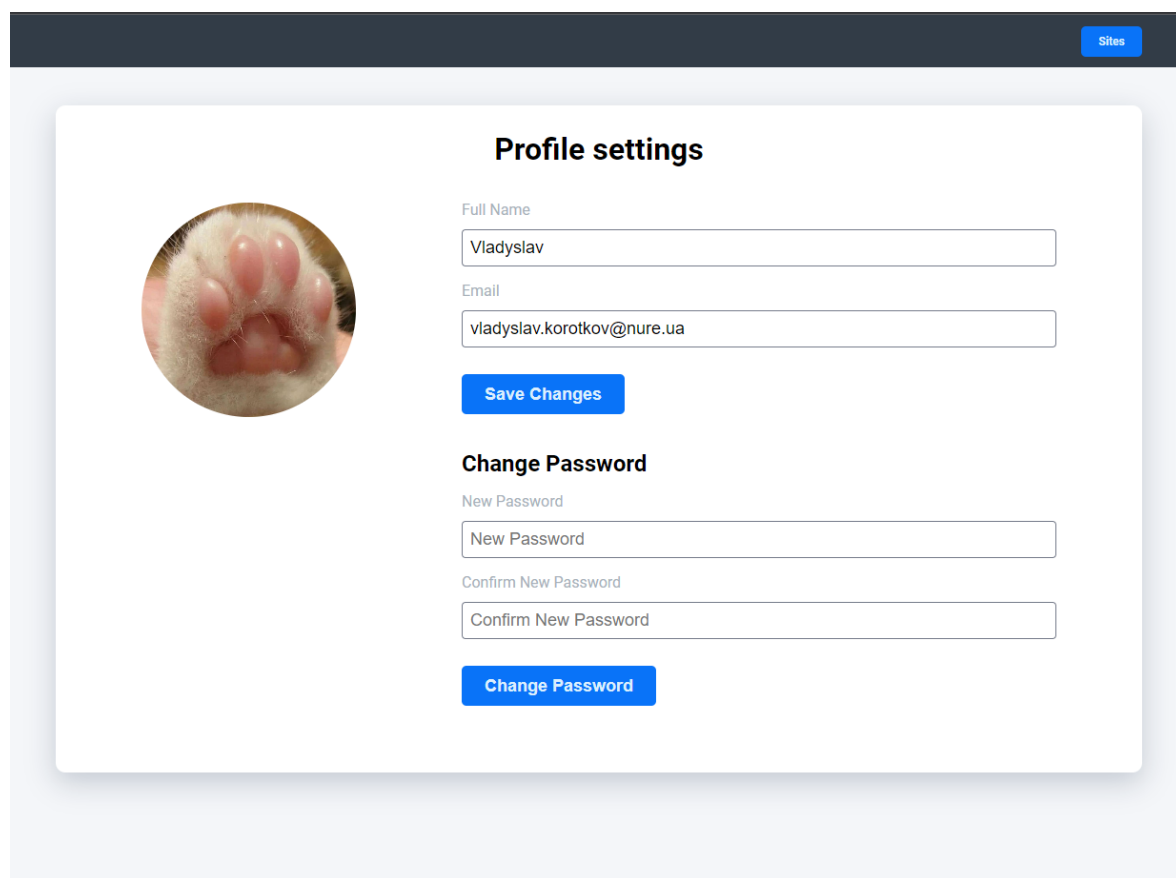 Sites
Profile settings
Full Name
Vladyslav
Email
vladyslav.korotkov@nure.ua
Save Changes
Change Password
New Password
New Password
Confirm New Password
Confirm New Password
Change Password